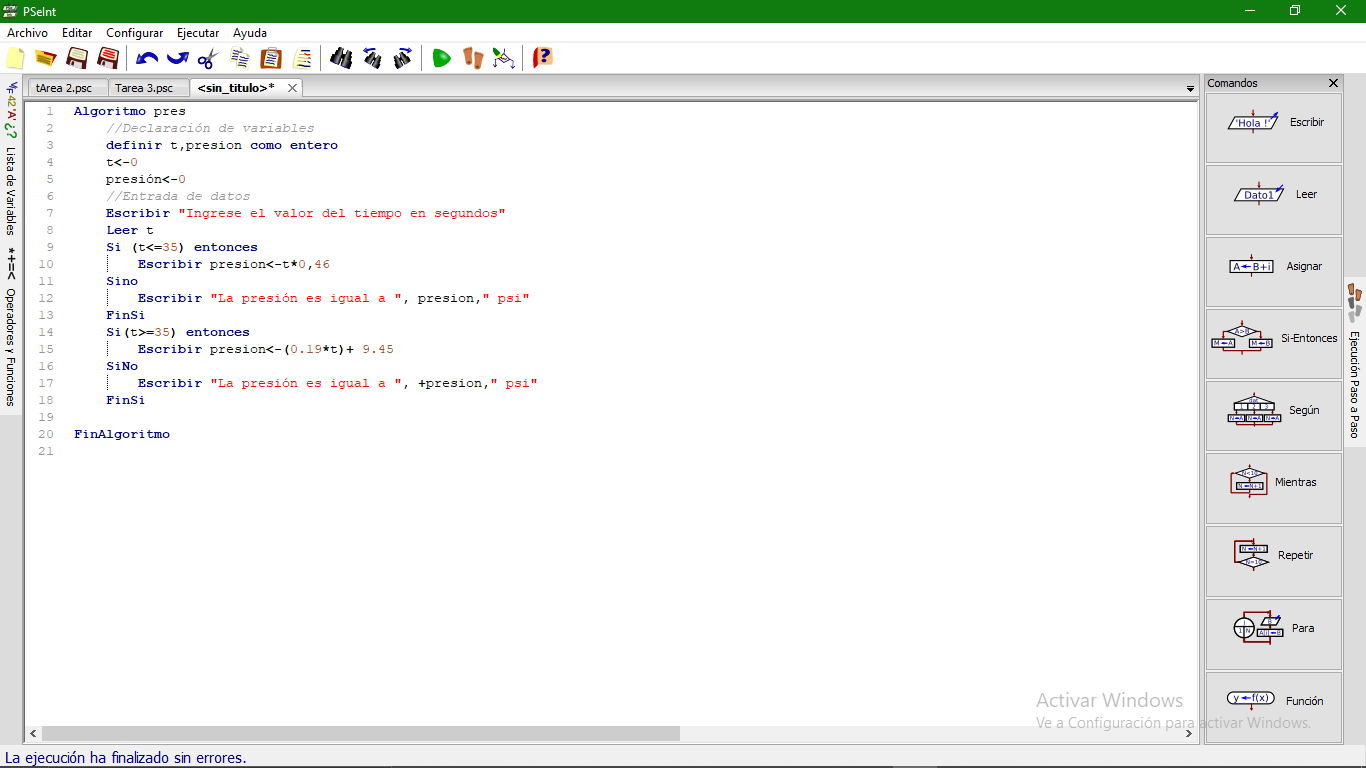 PSeInt
Archivo Editar Configurar Ejecutar Ayuda
tArea 2.psc Tarea 3.psc <sin_titulo>*
Comandos
1 Algoritmo pres
2 //Declaración de variables
3 definir t,presion como entero
4 t<-0
5 presión<-0
6 //Entrada de datos
7 Escribir "Ingrese el valor del tiempo en segundos"
8 Leer t
9 Si (t<=35) entonces
10 Escribir presion<-t*0,46
11 Sino
12 Escribir "La presión es igual a ", presion," psi"
13 FinSi
14 Si(t>=35) entonces
15 Escribir presion<-(0.19*t)+ 9.45
16 SiNo
17 Escribir "La presión es igual a ", +presion," psi"
18 FinSi
19
20 FinAlgoritmo
21
Lista de Variables
Operadores y Funciones
'Hola !' Escribir
Dato1 Leer
A←B+i Asignar
A>B M←A M←B Si-Entonces
Según
Mientras
Repetir
Para
y←f(x) Función
Ejecución Paso a Paso
Activar Windows
Ve a Configuración para activar Windows.
La ejecución ha finalizado sin errores.